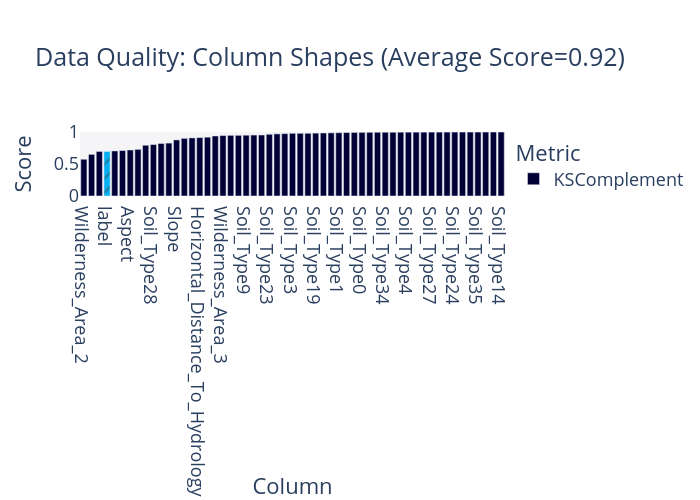 Data Quality: Column Shapes (Average Score=0.92)
Score
1
0.5
0
Metric
KSComplement
Wilderness_Area_2
label
Aspect
Soil_Type28
Slope
Horizontal_Distance_To_Hydrology
Wilderness_Area_3
Soil_Type9
Soil_Type23
Soil_Type3
Soil_Type19
Soil_Type1
Soil_Type0
Soil_Type34
Soil_Type4
Soil_Type27
Soil_Type24
Soil_Type35
Soil_Type14
Column